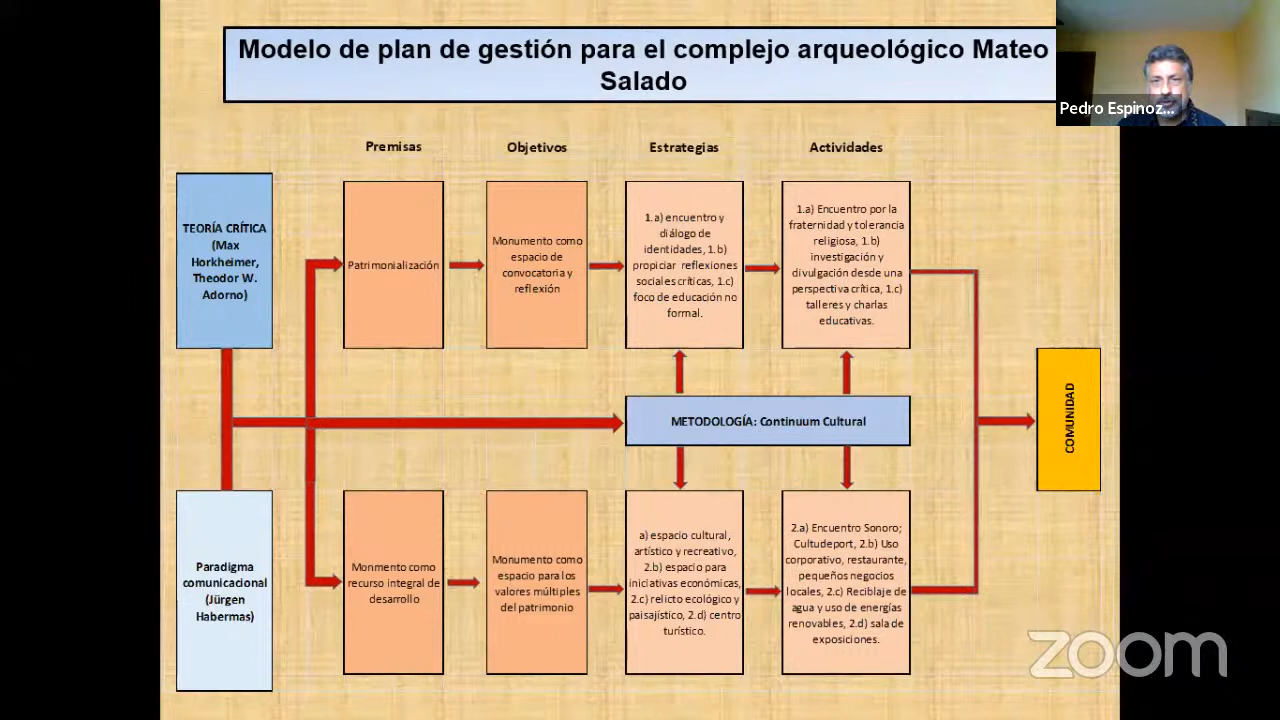 Modelo de plan de gestión para el complejo arqueológico Mateo
Salado
Pedro Espinoz...
Premisas
Objetivos
Estrategias
Actividades
TEORÍA CRÍTICA
(Max
Horkheimer,
Theodor W.
Adorno)
Patrimonialización
Monumento como
espacio de
convocatoria y
reflexión
1.a) encuentro y
diálogo de
identidades, 1.b)
propiciar reflexiones
sociales críticas, 1.c)
foco de educación no
formal.
1.a) Encuentro por la
fraternidad y tolerancia
religiosa, 1.b)
investigación y
divulgación desde una
perspectiva crítica, 1.c)
talleres y charlas
educativas.
METODOLOGÍA: Continuum Cultural
COMUNIDAD
Paradigma
comunicacional
(Jürgen
Habermas)
Monmento como
recurso integral de
desarrollo
Monumento como
espacio para los
valores múltiples
del patrimonio
a) espacio cultural,
artístico y recreativo,
2.b) espacio para
iniciativas económicas,
2.c) relicto ecológico y
paisajístico, 2.d) centro
turístico.
2.a) Encuentro Sonoro;
Cultudeport, 2.b) Uso
corporativo, restaurante,
pequeños negocios
locales, 2.c) Reciblaje de
agua y uso de energías
renovables, 2.d) sala de
exposiciones.
zoom